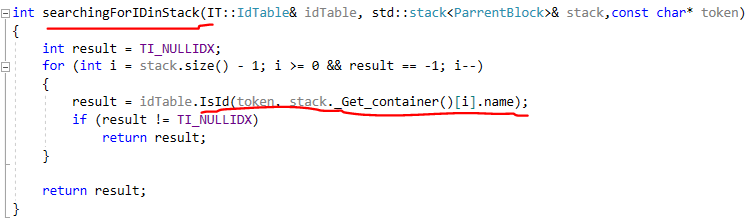 int searchingForIDinStack(IT::IdTable& idTable, std::stack<ParrentBlock>& stack,const char* token)
{
    int result = TI_NULLIDX;
    for (int i = stack.size() - 1; i >= 0 && result == -1; i--)
    {
        result = idTable.IsId(token, stack._Get_container()[i].name);
        if (result != TI_NULLIDX)
            return result;
    }

    return result;
}